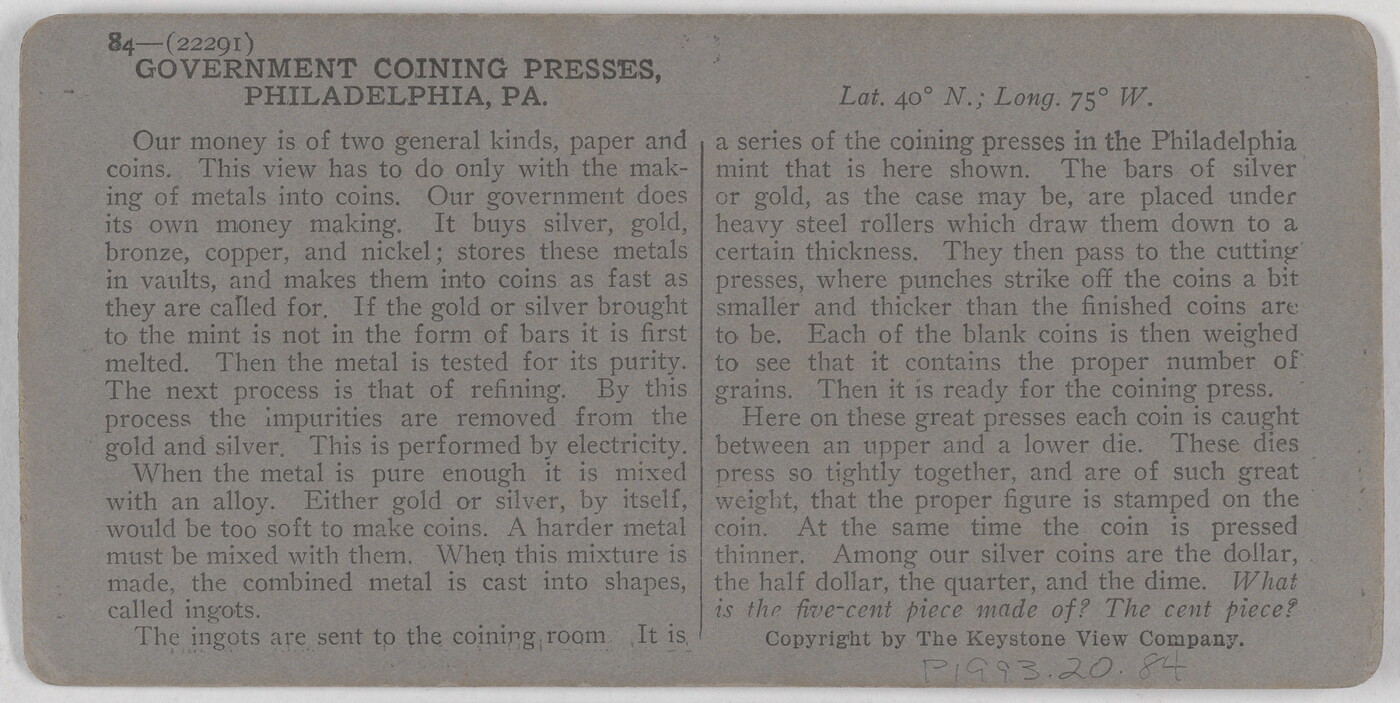 84—(22291)
GOVERNMENT COINING PRESSES,
PHILADELPHIA, PA.
Our money is of two general kinds, paper and
coins. This view has to do only with the mak-
ing of metals into coins. Our government does
its own money making. It buys silver, gold,
bronze, copper, and nickel; stores these metals
in vaults, and makes them into coins as fast as
they are called for. If the gold or silver brought
to the mint is not in the form of bars it is first
melted. Then the metal is tested for its purity.
The next process is that of refining. By this
process the impurities are removed from the
gold and silver. This is performed by electricity.
When the metal is pure enough it is mixed
with an alloy. Either gold or silver, by itself,
would be too soft to make coins. A harder metal
must be mixed with them. When this mixture is
made, the combined metal is cast into shapes,
called ingots.
The ingots are sent to the coining room It is
Lat. 40° N.; Long. 75° W.
a series of the coining presses in the Philadelphia
mint that is here shown. The bars of silver
or gold, as the case may be, are placed under
heavy steel rollers which draw them down to a
certain thickness. They then pass to the cutting
presses, where punches strike off the coins a bit
smaller and thicker than the finished coins are
to be. Each of the blank coins is then weighed
to see that it contains the proper number of
grains. Then it is ready for the coining press.
Here on these great presses each coin is caught
between an upper and a lower die. These dies
press so tightly together, and are of such great
weight, that the proper figure is stamped on the
coin. At the same time the coin is pressed
thinner. Among our silver coins are the dollar,
the half dollar, the quarter, and the dime. What
is the five-cent piece made of? The cent piece?
Copyright by The Keystone View Company.
P1993.20.84